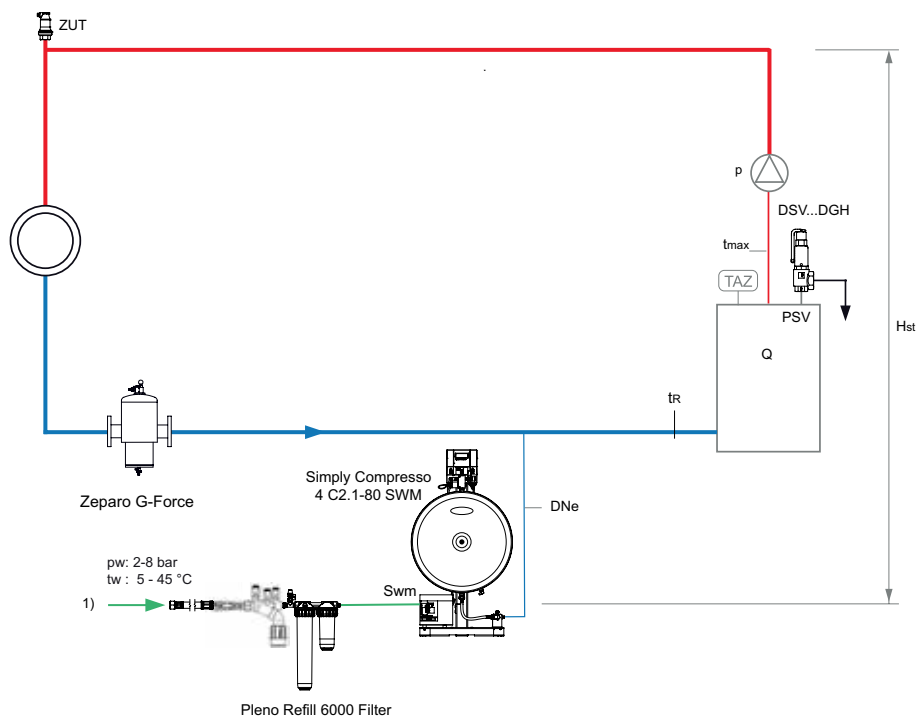 ZUT
p
DSV...DGH
tmax
TAZ
PSV
Hst
Q
tR
Simply Compresso
4 C2.1-80 SWM
Zeparo G-Force
DNe
pw: 2-8 bar
tw : 5 - 45 °C
Swm
1)
Pleno Refill 6000 Filter